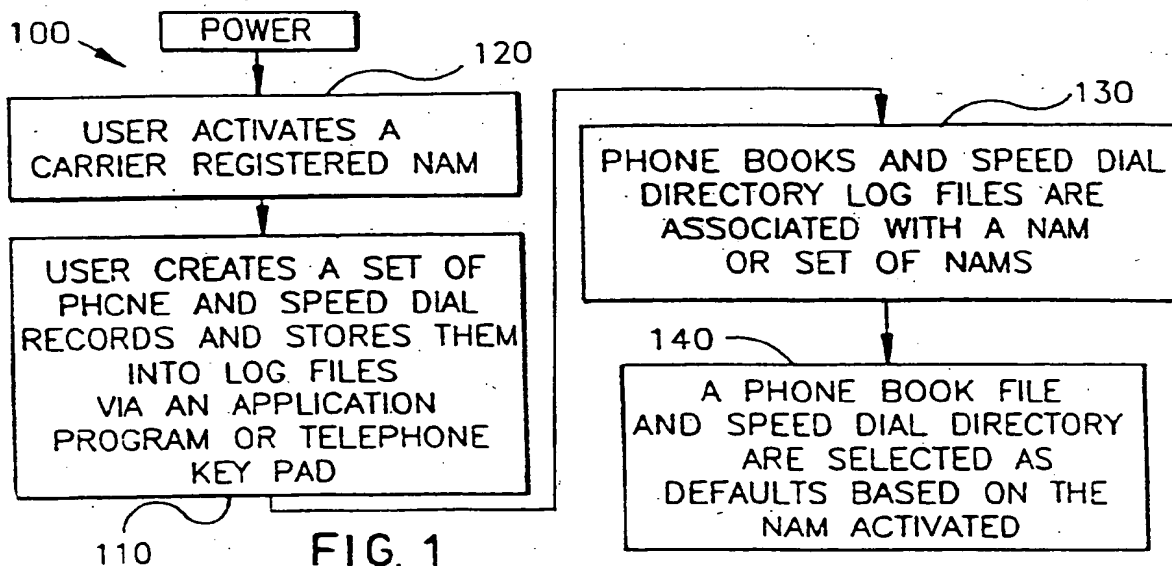 100
POWER
120
USER ACTIVATES A
CARRIER REGISTERED NAM
USER CREATES A SET OF
PHCNE AND SPEED DIAL
RECORDS AND STORES THEM
INTO LOG FILES
VIA AN APPLICATION
PROGRAM OR TELEPHONE
KEY PAD
110
130
PHONE BOOKS AND SPEED DIAL
DIRECTORY LOG FILES ARE
ASSOCIATED WITH A NAM
OR SET OF NAMS
140
A PHONE BOOK FILE
AND SPEED DIAL DIRECTORY
ARE SELECTED AS
DEFAULTS BASED ON THE
NAM ACTIVATED
FIG. 1